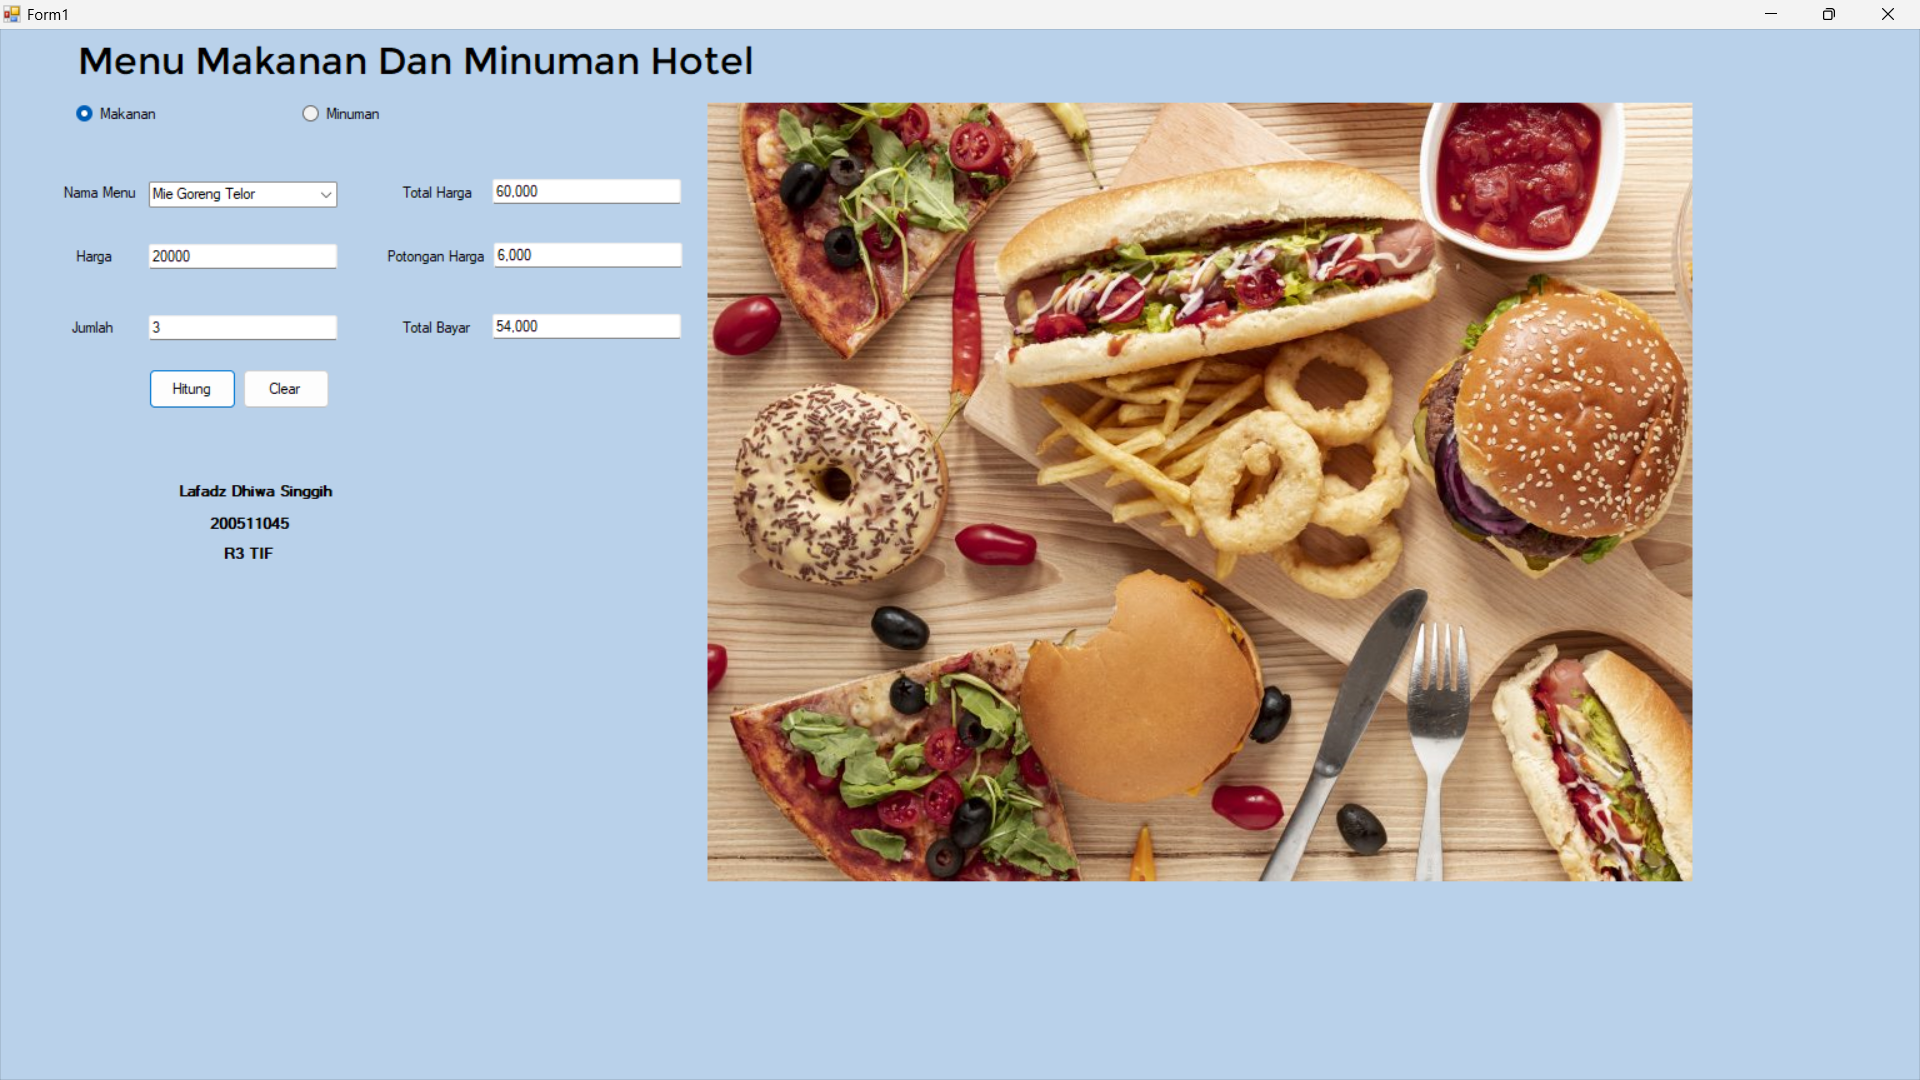 Form1
Menu Makanan Dan Minuman Hotel
Makanan Minuman
Nama Menu Mie Goreng Telor Total Harga 60,000
Harga 20000 Potongan Harga 6,000
Jumlah 3 Total Bayar 54,000
Hitung Clear
Lafadz Dhiwa Singgih
200511045
R3 TIF